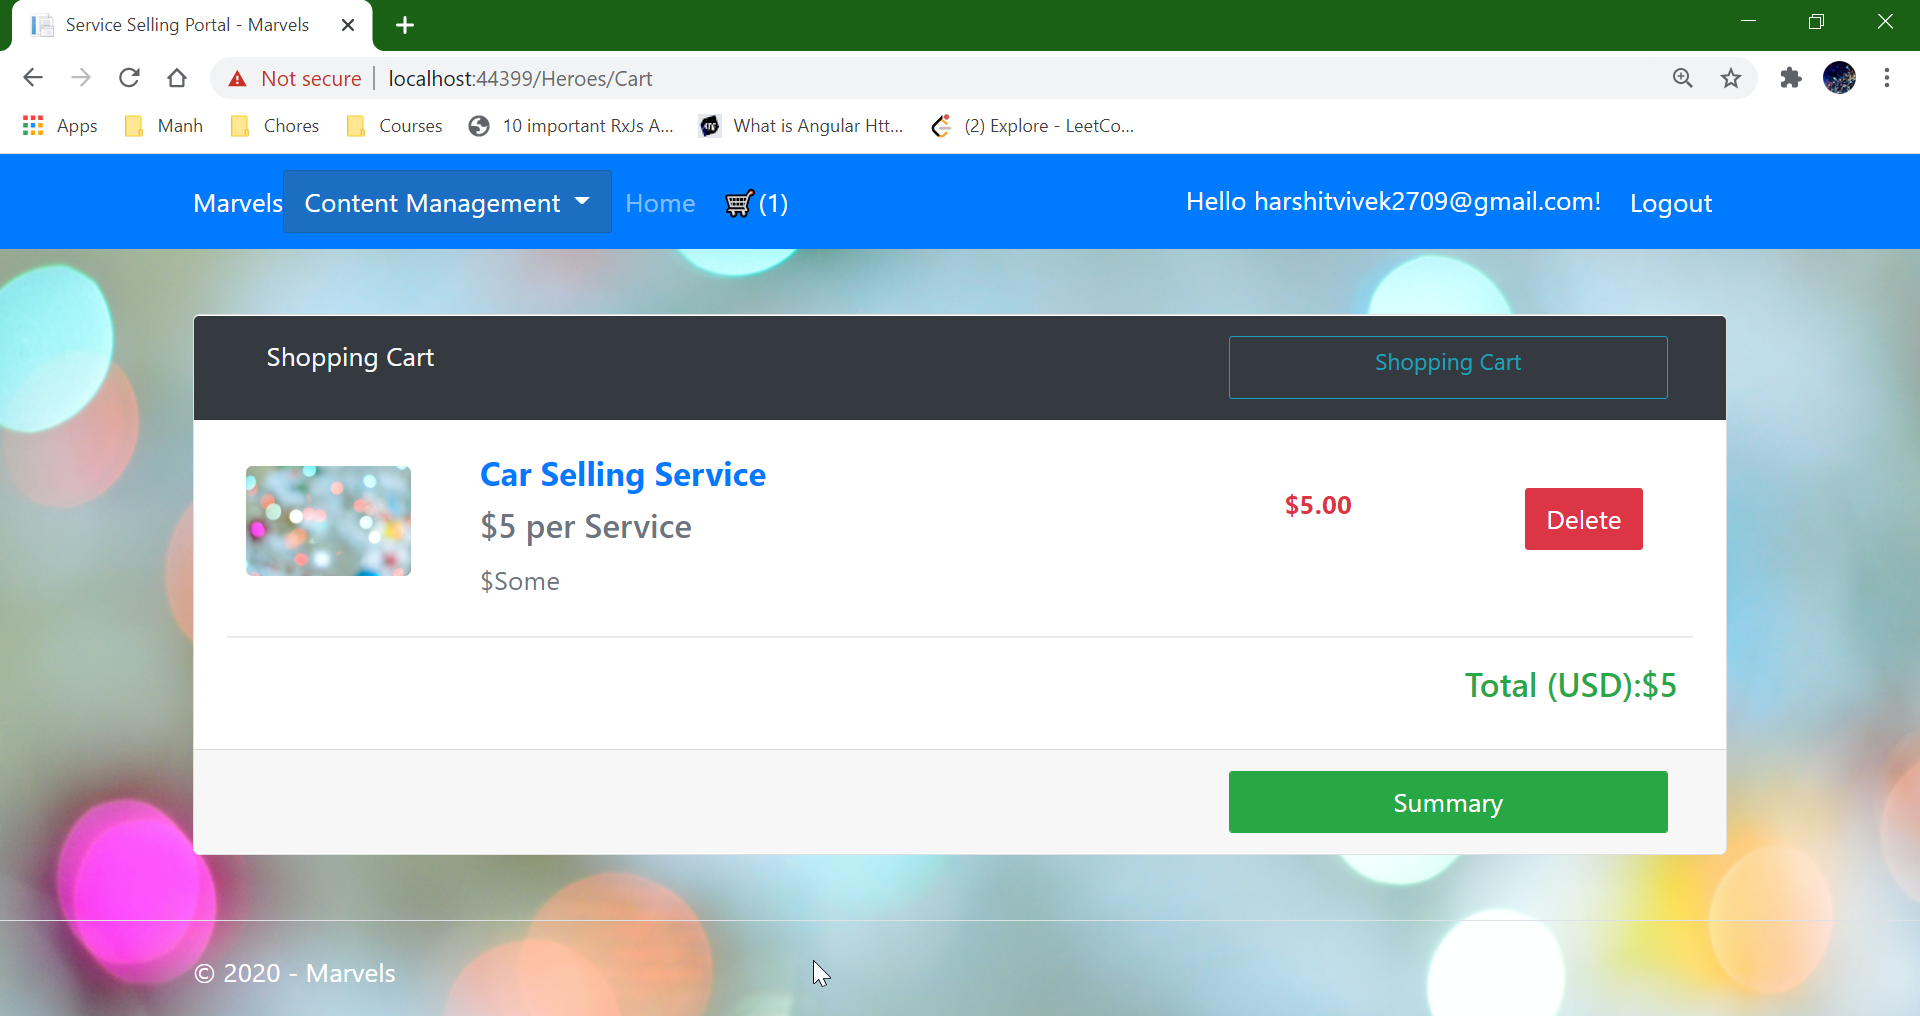 Service Selling Portal - Marvels
Not secure localhost:44399/Heroes/Cart
Apps Manh Chores Courses 10 important RxJs A... What is Angular Htt... (2) Explore - LeetCo...
Marvels Content Management Home (1) Hello harshitvivek2709@gmail.com! Logout
Shopping Cart Shopping Cart
Car Selling Service
$5 per Service
$Some
$5.00
Delete
Total (USD):$5
Summary
© 2020 - Marvels